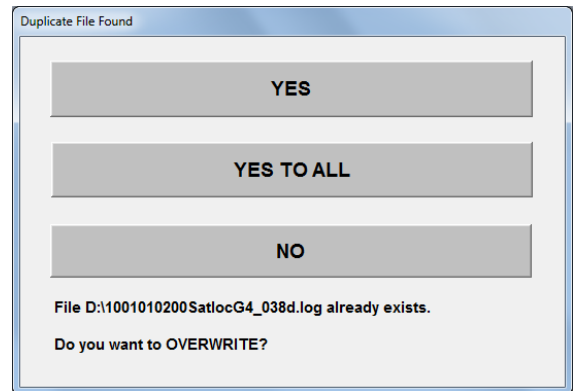 Duplicate File Found
YES
YES TO ALL
NO
File D:\1001010200SatlocG4_038d.log already exists.
Do you want to OVERWRITE?